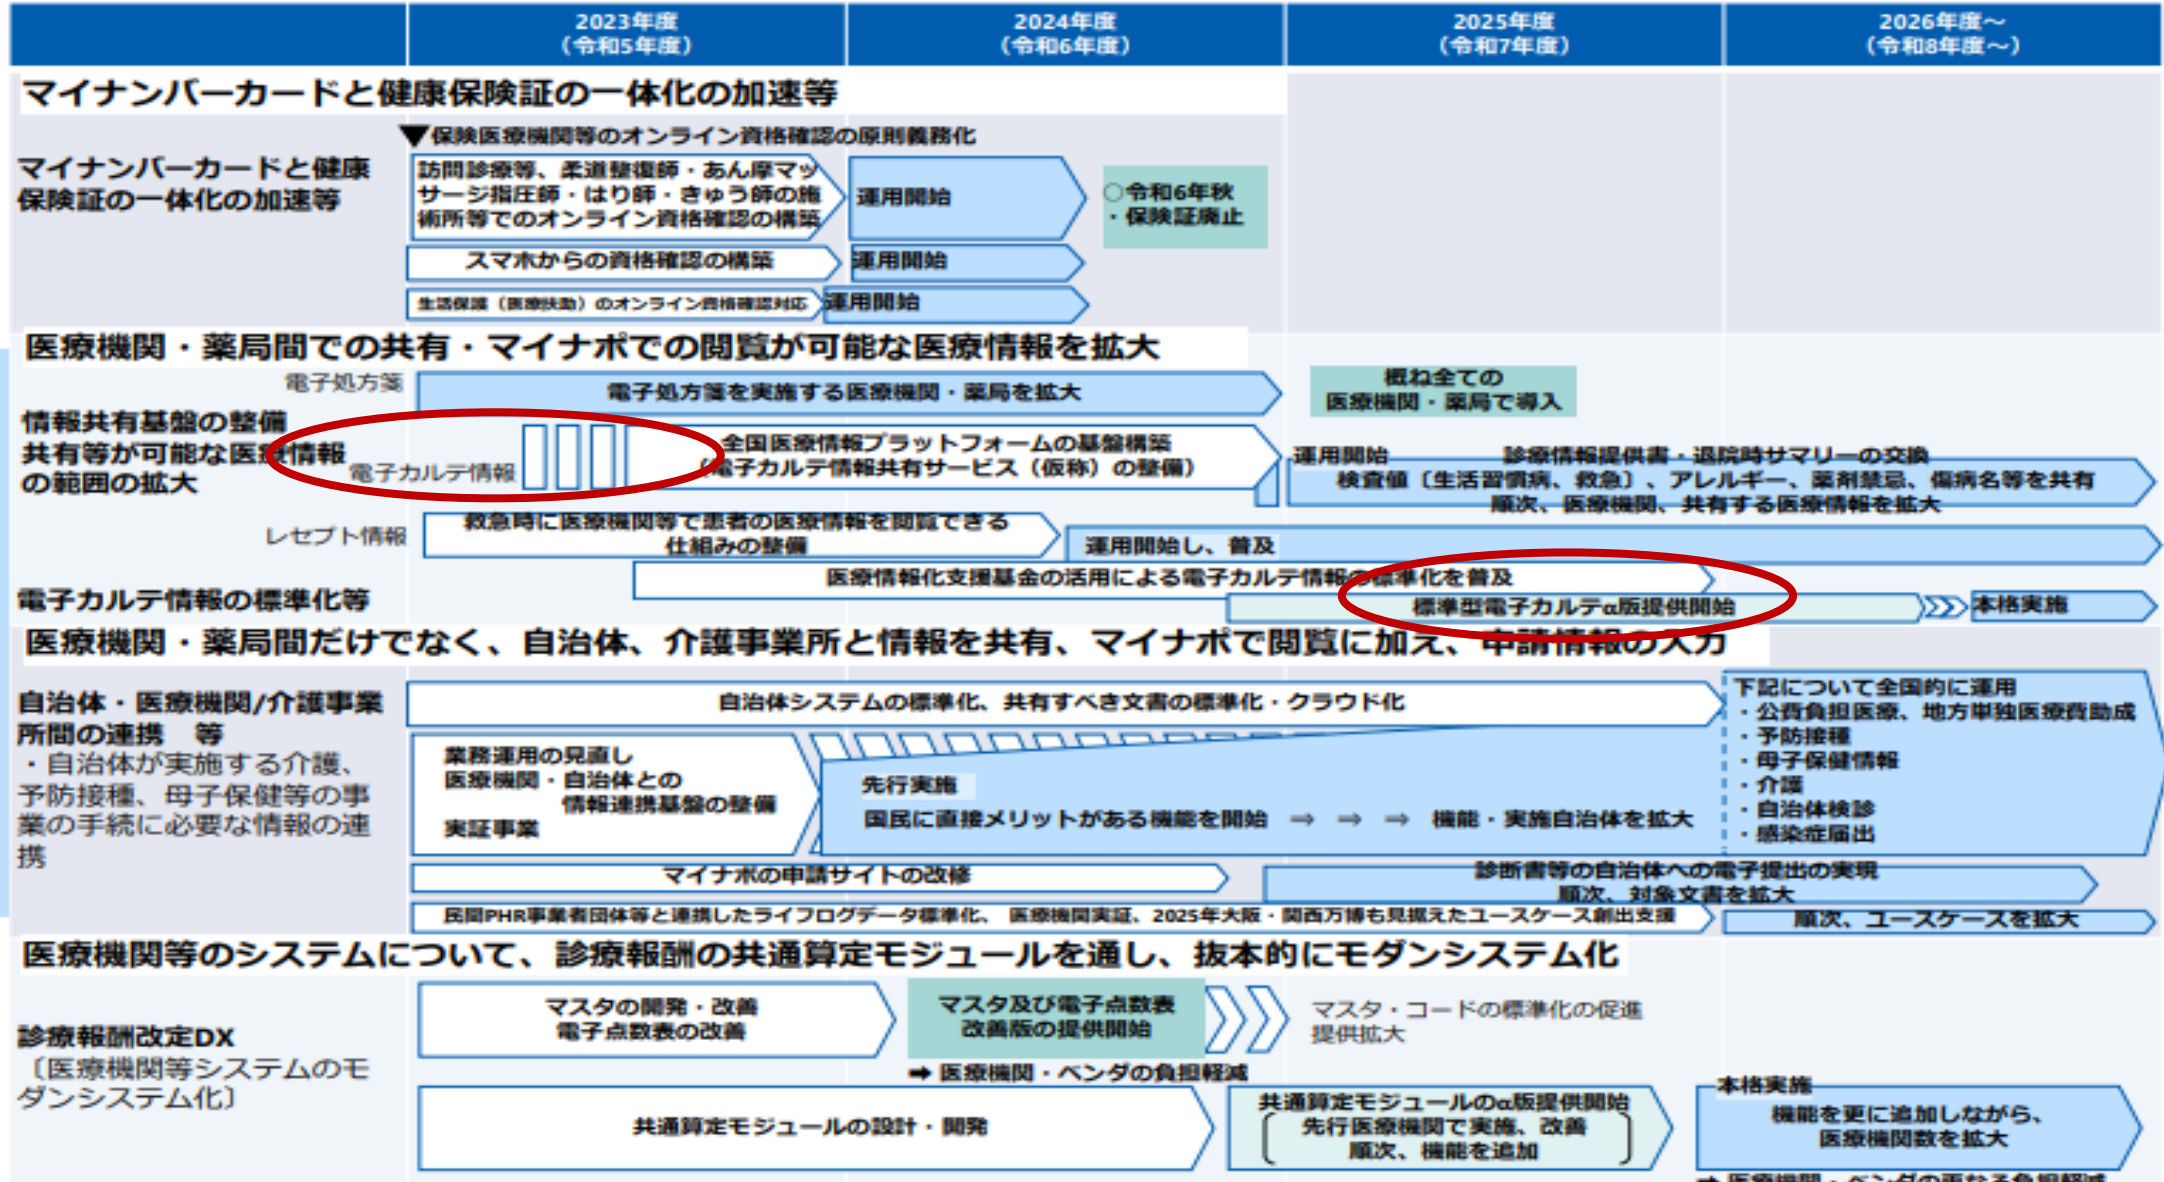 2023年度
（令和5年度）
2024年度
（令和6年度）
2025年度
（令和7年度）
2026年度～
（令和8年度～）
マイナンバーカードと健康保険証の一体化の加速等
マイナンバーカードと健康
保険証の一体化の加速等
▼保険医療機関等のオンライン資格確認の原則義務化
訪問診療等、柔道整復師・あん摩マッ
サージ指圧師・はり師・きゅう師の施
術所等でのオンライン資格確認の構築
運用開始
○令和6年秋
・保険証廃止
スマホからの資格確認の構築
運用開始
生活保護（医療扶助）のオンライン資格確認対応
運用開始
医療機関・薬局間での共有・マイナポでの閲覧が可能な医療情報を拡大
情報共有基盤の整備
共有等が可能な医療情報
の範囲の拡大
電子処方箋
電子処方箋を実施する医療機関・薬局を拡大
概ね全ての
医療機関・薬局で導入
電子カルテ情報
全国医療情報プラットフォームの基盤構築
（電子カルテ情報共有サービス（仮称）の整備）
運用開始
診療情報提供書・退院時サマリーの交換
検査値〔生活習慣病、救急〕、アレルギー、薬剤禁忌、傷病名等を共有
順次、医療機関、共有する医療情報を拡大
レセプト情報
救急時に医療機関等で患者の医療情報を閲覧できる
仕組みの整備
運用開始し、普及
電子カルテ情報の標準化等
医療情報化支援基金の活用による電子カルテ情報の標準化を普及
標準型電子カルテα版提供開始
本格実施
医療機関・薬局間だけでなく、自治体、介護事業所と情報を共有、マイナポで閲覧に加え、申請情報の入力
自治体・医療機関/介護事業
所間の連携　等
・自治体が実施する介護、
予防接種、母子保健等の事
業の手続に必要な情報の連
携
自治体システムの標準化、共有すべき文書の標準化・クラウド化
業務運用の見直し
医療機関・自治体との
情報連携基盤の整備
実証事業
先行実施
国民に直接メリットがある機能を開始　⇒　⇒　⇒　機能・実施自治体を拡大
下記について全国的に運用
・公費負担医療、地方単独医療費助成
・予防接種
・母子保健情報
・介護
・自治体検診
・感染症届出
マイナポの申請サイトの改修
診断書等の自治体への電子提出の実現
順次、対象文書を拡大
民間PHR事業者団体等と連携したライフログデータ標準化、医療機関実証、2025年大阪・関西万博も見据えたユースケース創出支援
順次、ユースケースを拡大
医療機関等のシステムについて、診療報酬の共通算定モジュールを通し、抜本的にモダンシステム化
診療報酬改定DX
〔医療機関等システムのモ
ダンシステム化〕
マスタの開発・改善
電子点数表の改善
マスタ及び電子点数表
改善版の提供開始
マスタ・コードの標準化の促進
提供拡大
➡ 医療機関・ベンダの負担軽減
共通算定モジュールの設計・開発
共通算定モジュールのα版提供開始
先行医療機関で実施、改善
順次、機能を追加
本格実施
機能を更に追加しながら、
医療機関数を拡大
➡ 医療機関・ベンダの更なる負担軽減